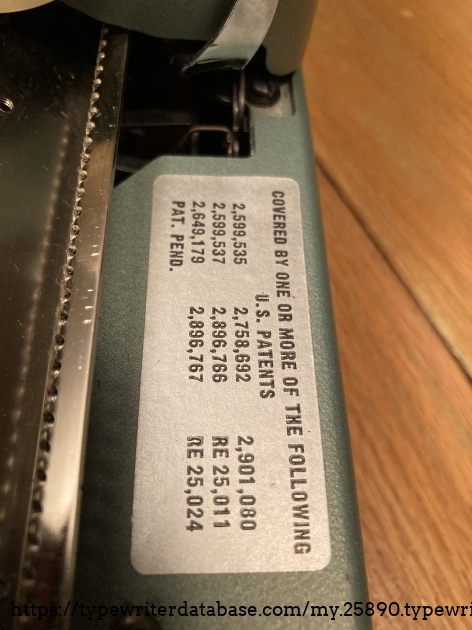 COVERED BY ONE OR MORE OF THE FOLLOWING
U.S. PATENTS
2,599,535 2,758,692 2,901,080
2,599,537 2,896,766 RE 25,011
2,649,179 2,896,767 RE 25,024
PAT. PEND.
https://typewriterdatabase.com/my.25890.typewri